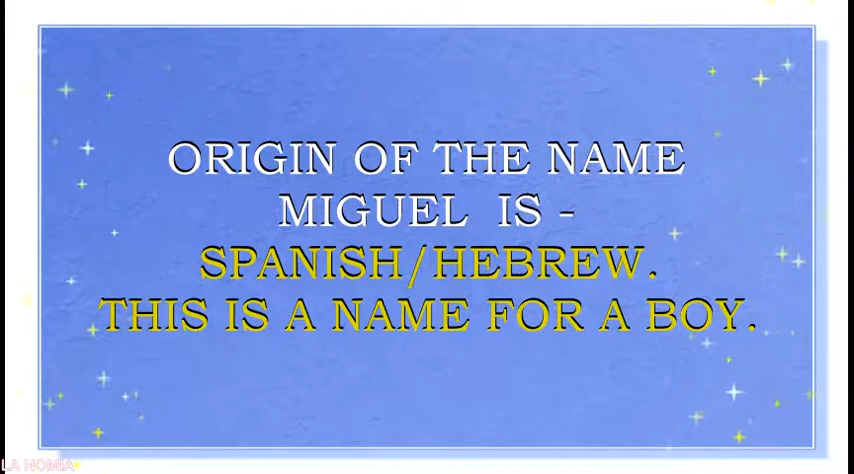 ORIGIN OF THE NAME
MIGUEL IS -
SPANISH/HEBREW.
THIS IS A NAME FOR A BOY.
LA NOMIA